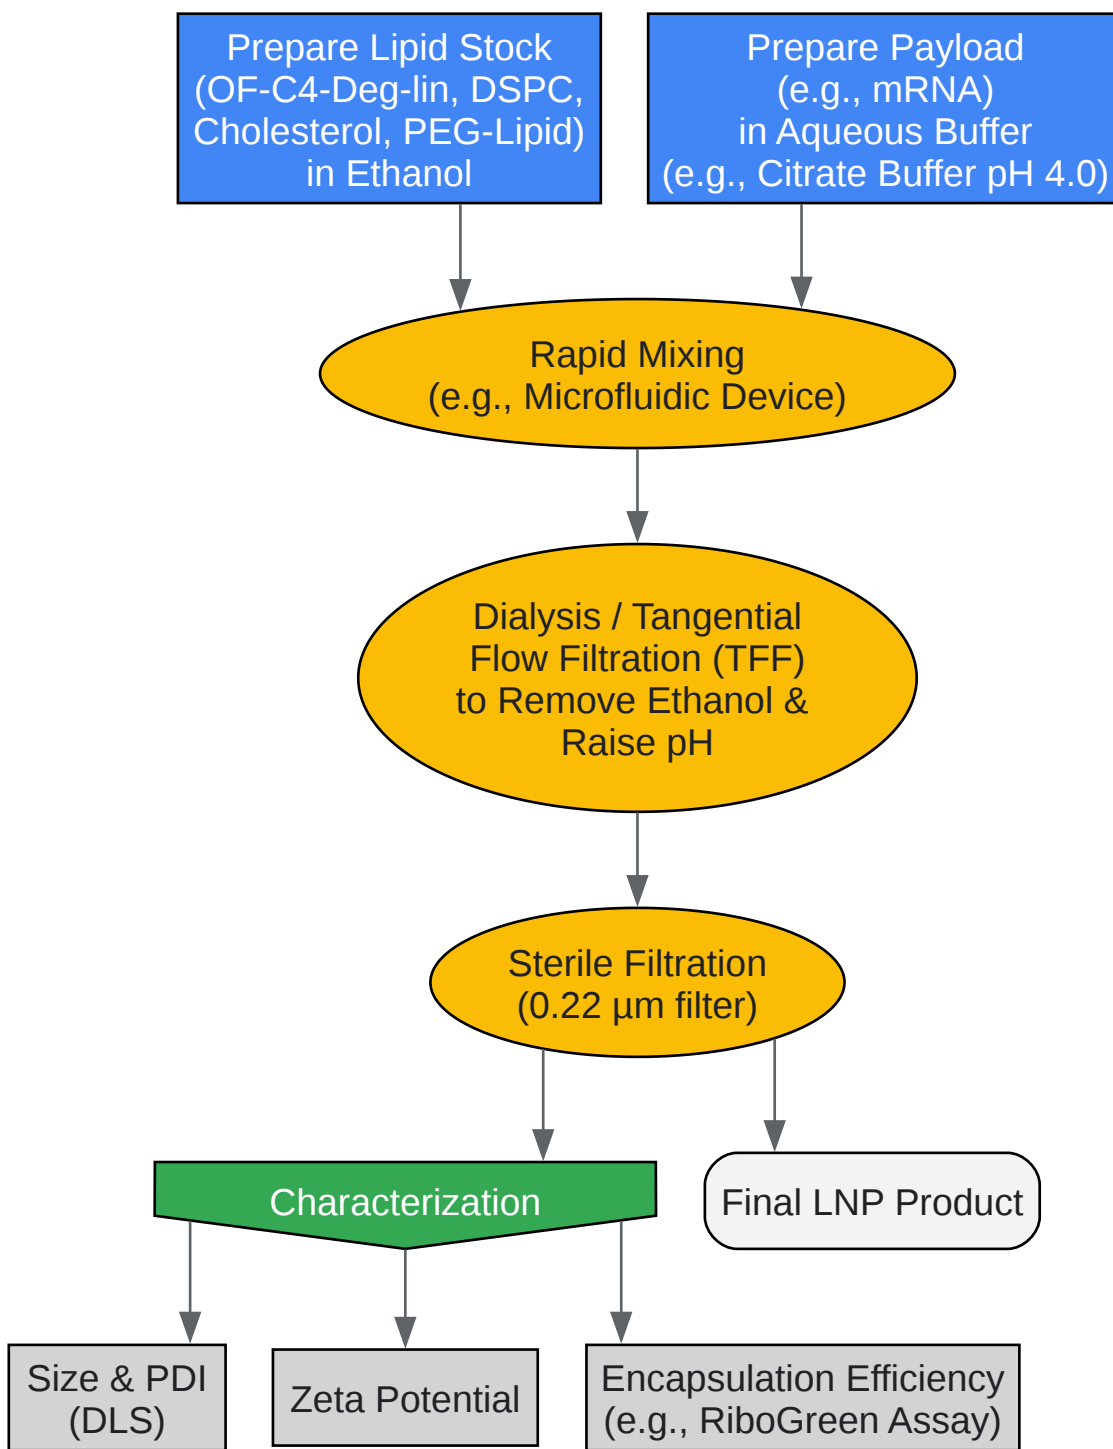 Prepare Lipid Stock
(OF-C4-Deg-lin, DSPC,
Cholesterol, PEG-Lipid)
in Ethanol
Prepare Payload
(e.g., mRNA)
in Aqueous Buffer
(e.g., Citrate Buffer pH 4.0)
Rapid Mixing
(e.g., Microfluidic Device)
Dialysis / Tangential
Flow Filtration (TFF)
to Remove Ethanol &
Raise pH
Sterile Filtration
(0.22 µm filter)
Characterization
Final LNP Product
Size & PDI
(DLS)
Zeta Potential
Encapsulation Efficiency
(e.g., RiboGreen Assay)